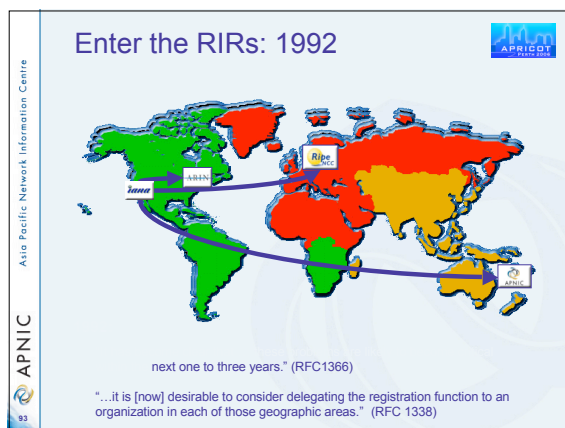 Enter the RIRs: 1992
APRICOT
PERTH 2006
Asia Pacific Network Information Centre
ARIN
iana
Ripe
NCC
APNIC
next one to three years.” (RFC1366)
“…it is [now] desirable to consider delegating the registration function to an
organization in each of those geographic areas.” (RFC 1338)
APNIC
93